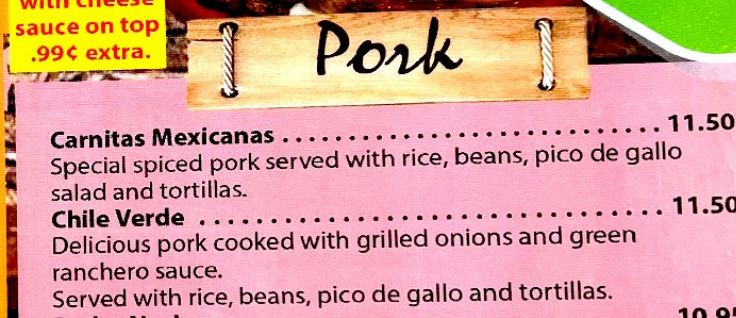 with cheese
sauce on top
.99¢ extra.
Pork
Carnitas Mexicanas ............................. 11.50
Special spiced pork served with rice, beans, pico de gallo
salad and tortillas.
Chile Verde ................................. 11.50
Delicious pork cooked with grilled onions and green
ranchero sauce.
Served with rice, beans, pico de gallo and tortillas.
10.95